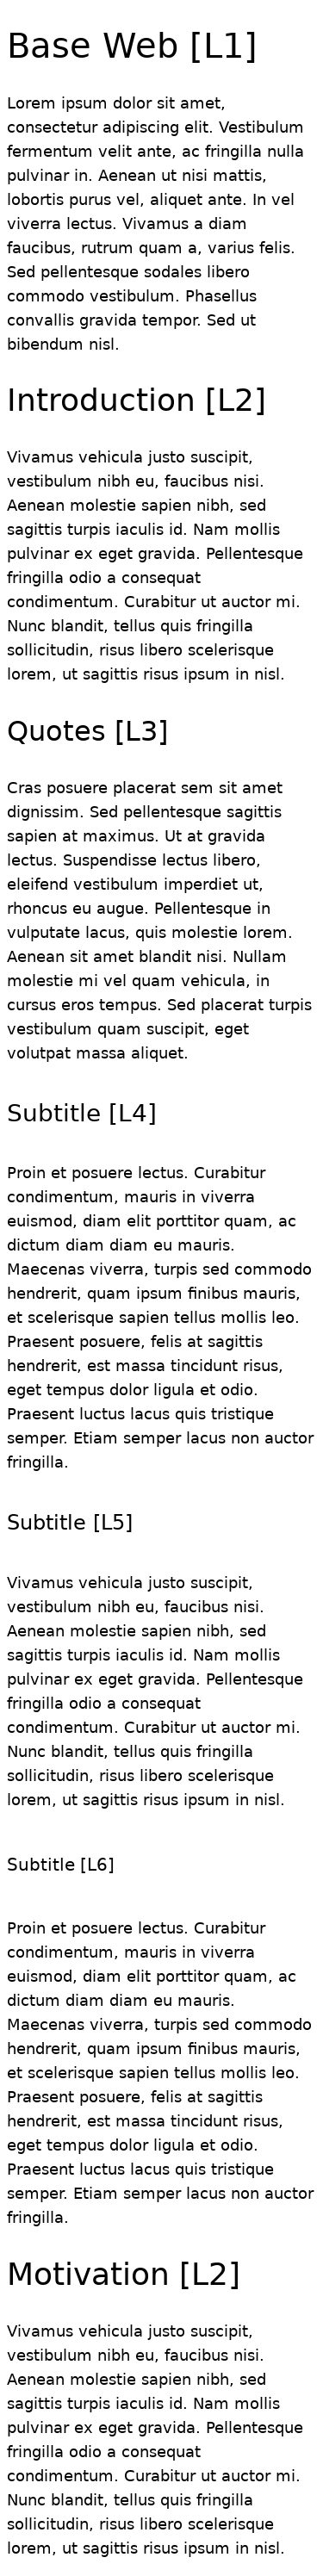 Base Web [L1]
Lorem ipsum dolor sit amet,
consectetur adipiscing elit. Vestibulum
fermentum velit ante, ac fringilla nulla
pulvinar in. Aenean ut nisi mattis,
lobortis purus vel, aliquet ante. In vel
viverra lectus. Vivamus a diam
faucibus, rutrum quam a, varius felis.
Sed pellentesque sodales libero
commodo vestibulum. Phasellus
convallis gravida tempor. Sed ut
bibendum nisl.
Introduction [L2]
Vivamus vehicula justo suscipit,
vestibulum nibh eu, faucibus nisi.
Aenean molestie sapien nibh, sed
sagittis turpis iaculis id. Nam mollis
pulvinar ex eget gravida. Pellentesque
fringilla odio a consequat
condimentum. Curabitur ut auctor mi.
Nunc blandit, tellus quis fringilla
sollicitudin, risus libero scelerisque
lorem, ut sagittis risus ipsum in nisl.
Quotes [L3]
Cras posuere placerat sem sit amet
dignissim. Sed pellentesque sagittis
sapien at maximus. Ut at gravida
lectus. Suspendisse lectus libero,
eleifend vestibulum imperdiet ut,
rhoncus eu augue. Pellentesque in
vulputate lacus, quis molestie lorem.
Aenean sit amet blandit nisi. Nullam
molestie mi vel quam vehicula, in
cursus eros tempus. Sed placerat turpis
vestibulum quam suscipit, eget
volutpat massa aliquet.
Subtitle [L4]
Proin et posuere lectus. Curabitur
condimentum, mauris in viverra
euismod, diam elit porttitor quam, ac
dictum diam diam eu mauris.
Maecenas viverra, turpis sed commodo
hendrerit, quam ipsum finibus mauris,
et scelerisque sapien tellus mollis leo.
Praesent posuere, felis at sagittis
hendrerit, est massa tincidunt risus,
eget tempus dolor ligula et odio.
Praesent luctus lacus quis tristique
semper. Etiam semper lacus non auctor
fringilla.
Subtitle [L5]
Vivamus vehicula justo suscipit,
vestibulum nibh eu, faucibus nisi.
Aenean molestie sapien nibh, sed
sagittis turpis iaculis id. Nam mollis
pulvinar ex eget gravida. Pellentesque
fringilla odio a consequat
condimentum. Curabitur ut auctor mi.
Nunc blandit, tellus quis fringilla
sollicitudin, risus libero scelerisque
lorem, ut sagittis risus ipsum in nisl.
Subtitle [L6]
Proin et posuere lectus. Curabitur
condimentum, mauris in viverra
euismod, diam elit porttitor quam, ac
dictum diam diam eu mauris.
Maecenas viverra, turpis sed commodo
hendrerit, quam ipsum finibus mauris,
et scelerisque sapien tellus mollis leo.
Praesent posuere, felis at sagittis
hendrerit, est massa tincidunt risus,
eget tempus dolor ligula et odio.
Praesent luctus lacus quis tristique
semper. Etiam semper lacus non auctor
fringilla.
Motivation [L2]
Vivamus vehicula justo suscipit,
vestibulum nibh eu, faucibus nisi.
Aenean molestie sapien nibh, sed
sagittis turpis iaculis id. Nam mollis
pulvinar ex eget gravida. Pellentesque
fringilla odio a consequat
condimentum. Curabitur ut auctor mi.
Nunc blandit, tellus quis fringilla
sollicitudin, risus libero scelerisque
lorem, ut sagittis risus ipsum in nisl.